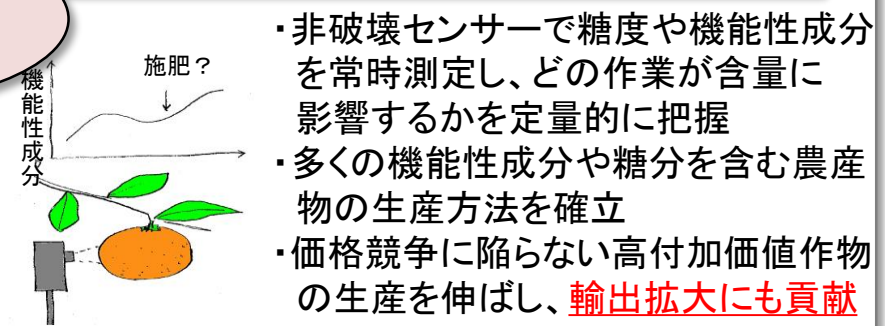 機能性成分
施肥？
・非破壊センサーで糖度や機能性成分
を常時測定し、どの作業が含量に
影響するかを定量的に把握
・多くの機能性成分や糖分を含む農産
物の生産方法を確立
・価格競争に陥らない高付加価値作物
の生産を伸ばし、輸出拡大にも貢献